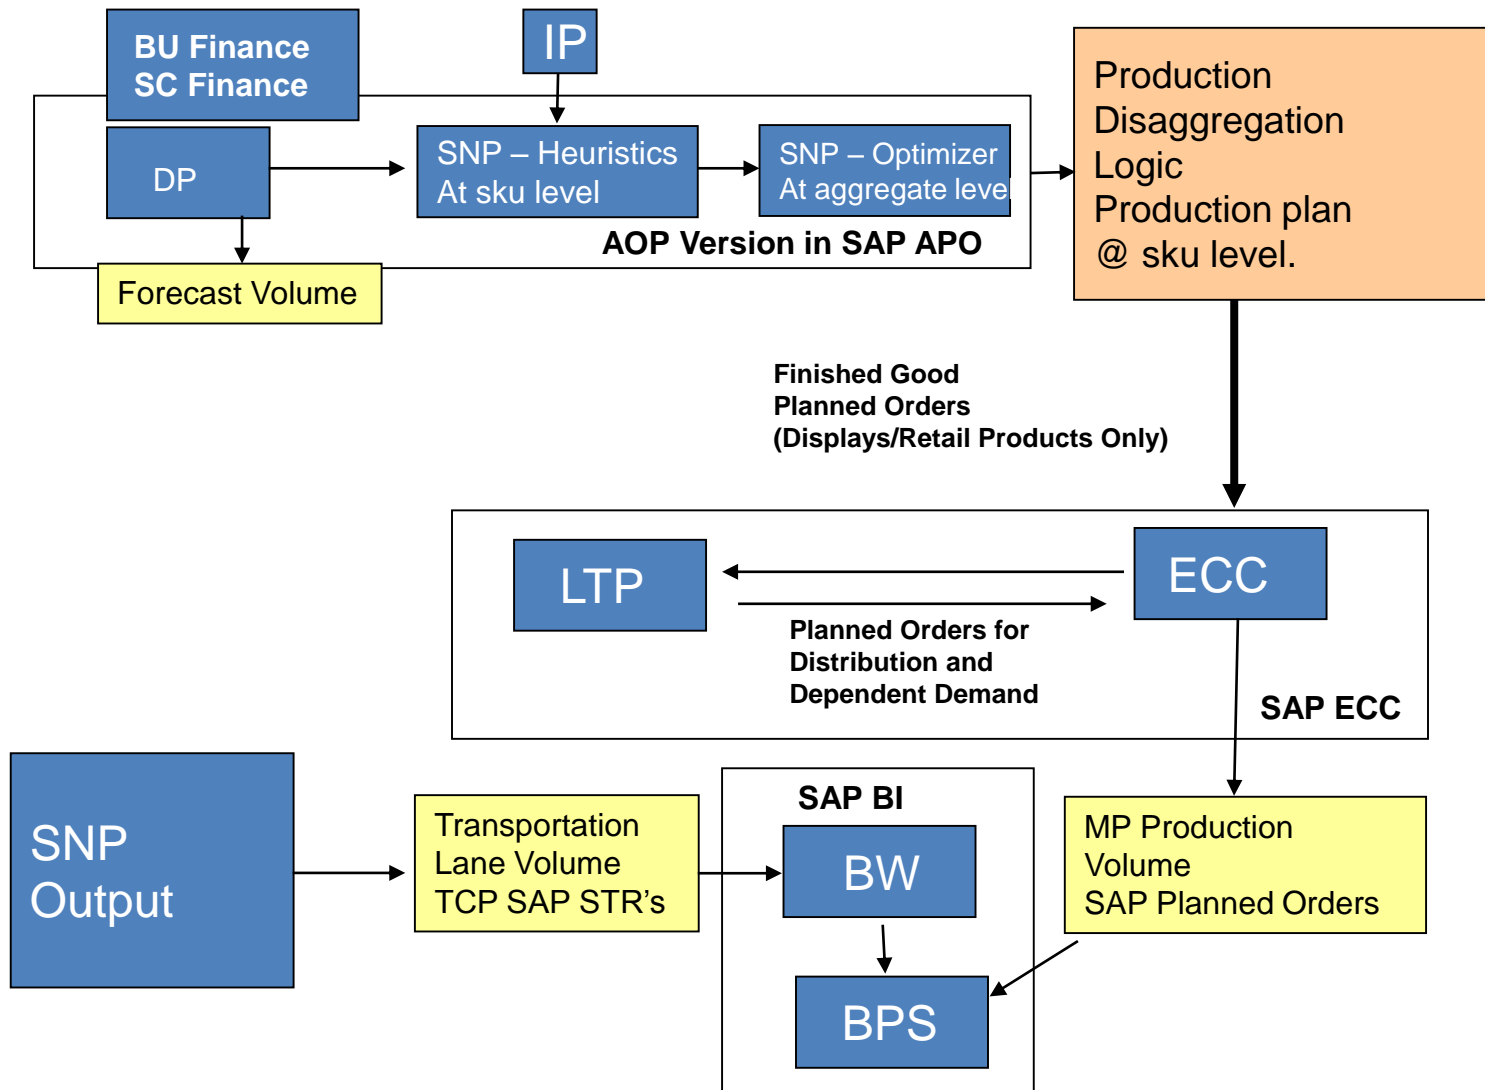 BU Finance
SC Finance
IP
DP
SNP – Heuristics
At sku level
SNP – Optimizer
At aggregate level
AOP Version in SAP APO
Forecast Volume
Production
Disaggregation
Logic
Production plan
@ sku level.
Finished Good
Planned Orders
(Displays/Retail Products Only)
LTP
ECC
Planned Orders for
Distribution and
Dependent Demand
SAP ECC
SNP
Output
Transportation
Lane Volume
TCP SAP STR's
SAP BI
BW
BPS
MP Production
Volume
SAP Planned Orders